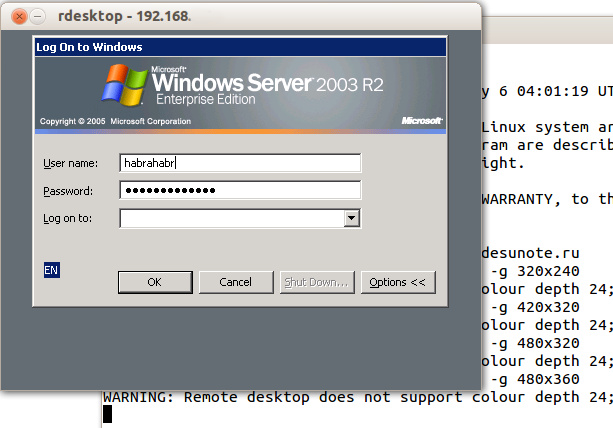 rdesktop - 192.168.
Log On to Windows
Microsoft
Windows Server 2003 R2
Enterprise Edition
Copyright © 2005 Microsoft Corporation
Microsoft
User name:
habrahabr
Password:
●●●●●●●●●●●●●
Log on to:
EN
OK
Cancel
Shut Down...
Options <<
y 6 04:01:19 UT
Linux system ar
ram are describ
ight.
WARRANTY, to th
desunote.ru
-g 320x240
olour depth 24;
-g 420x320
olour depth 24;
-g 480x320
olour depth 24;
-g 480x360
WARNING: Remote desktop does not support colour depth 24;